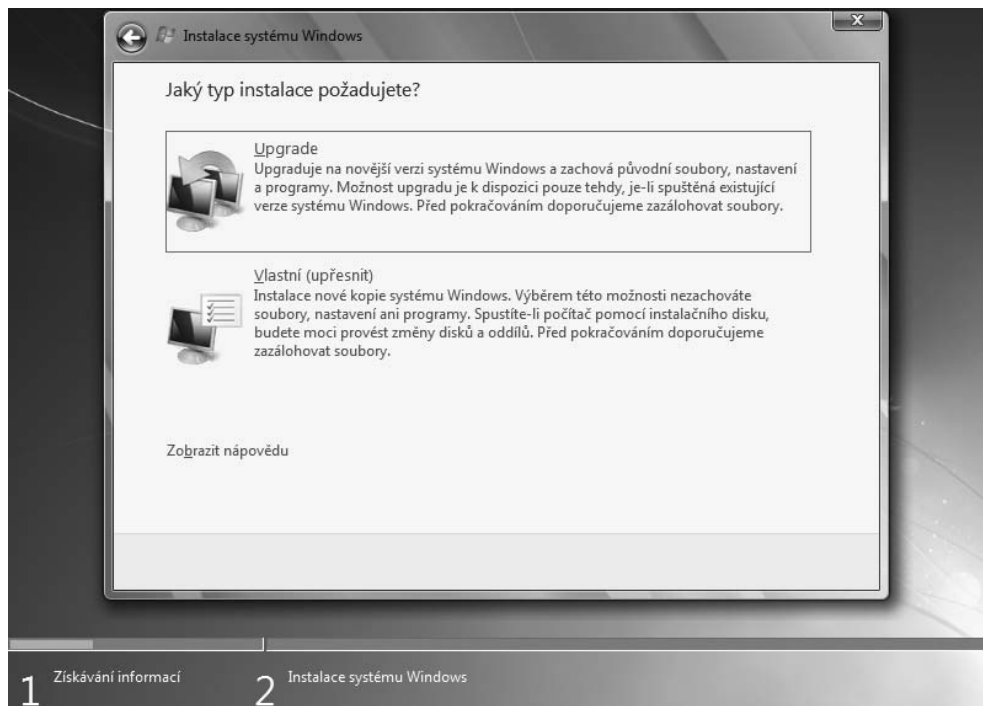 Instalace systému Windows
Jaký typ instalace požadujete?
Upgrade
Upgraduje na novější verzi systému Windows a zachová původní soubory, nastavení
a programy. Možnost upgradu je k dispozici pouze tehdy, je-li spuštěná existující
verze systému Windows. Před pokračováním doporučujeme zazálohovat soubory.
Vlastní (upřesnit)
Instalace nové kopie systému Windows. Výběrem této možnosti nezachováte
soubory, nastavení ani programy. Spustíte-li počítač pomocí instalačního disku,
budete moci provést změny disků a oddílů. Před pokračováním doporučujeme
zazálohovat soubory.
Zobrazit nápovědu
1 Získávání informací 2 Instalace systému Windows